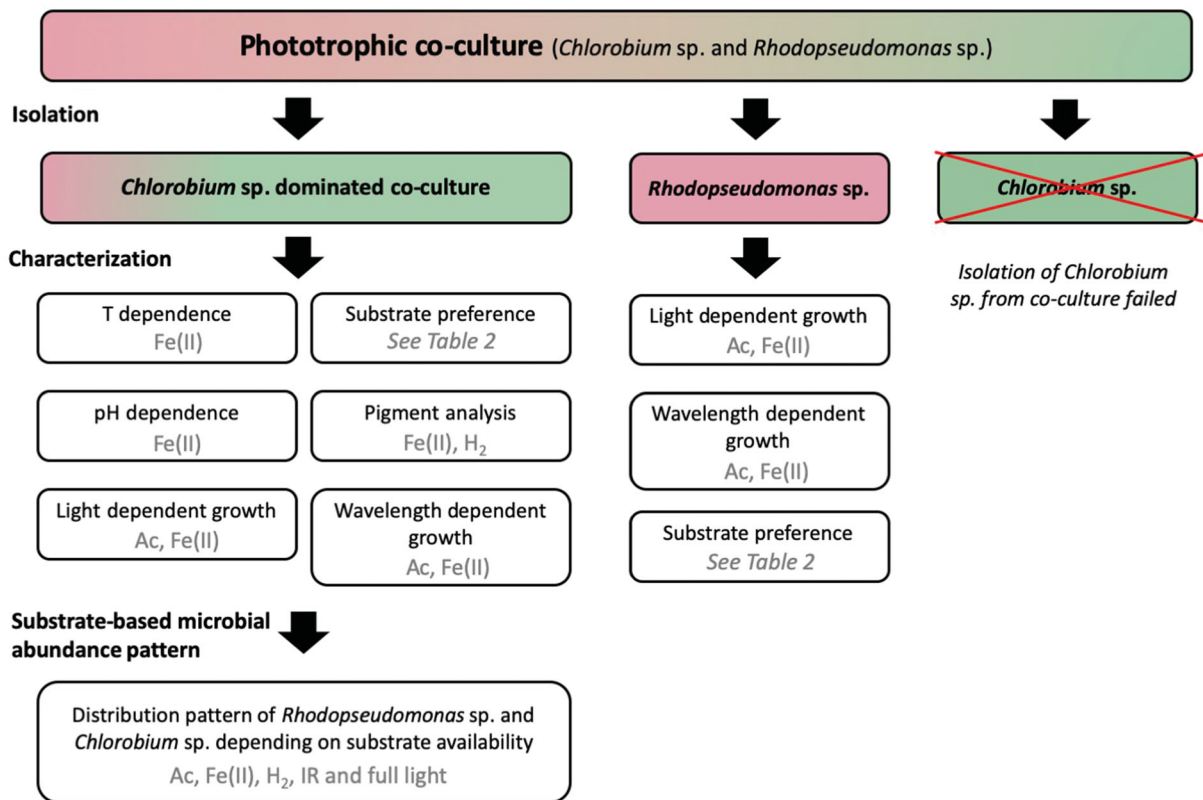 Phototrophic co-culture (Chlorobium sp. and Rhodopseudomonas sp.)
Isolation
Chlorobium sp. dominated co-culture
Rhodopseudomonas sp.
Chlorobium sp.
Isolation of Chlorobium
sp. from co-culture failed
Characterization
T dependence
Fe(II)
Substrate preference
See Table 2
pH dependence
Fe(II)
Pigment analysis
Fe(II), H2
Light dependent growth
Ac, Fe(II)
Wavelength dependent
growth
Ac, Fe(II)
Light dependent growth
Ac, Fe(II)
Wavelength dependent
growth
Ac, Fe(II)
Substrate preference
See Table 2
Substrate-based microbial
abundance pattern
Distribution pattern of Rhodopseudomonas sp. and
Chlorobium sp. depending on substrate availability
Ac, Fe(II), H2, IR and full light